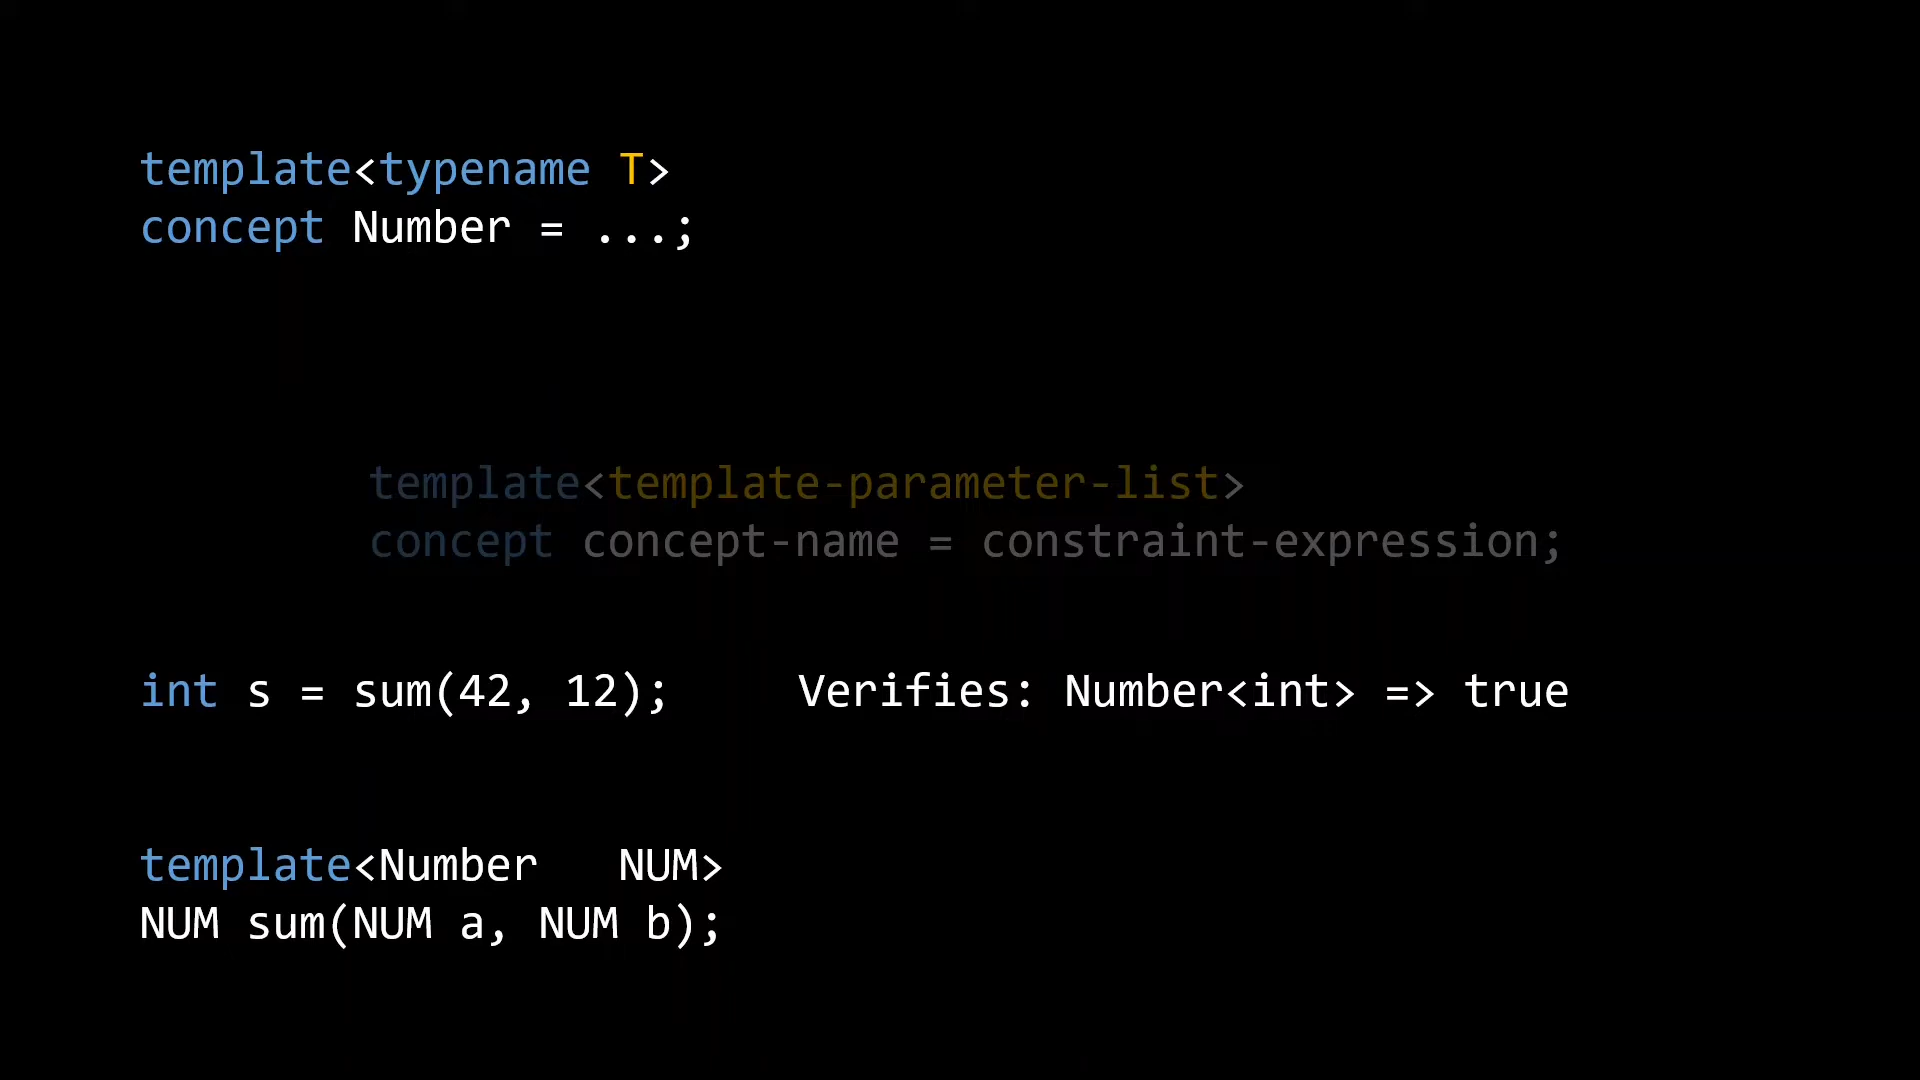 template<typename T>
concept Number = ...;
template<template-parameter-list>
concept concept-name = constraint-expression;
int s = sum(42, 12);     Verifies: Number<int> => true
template<Number   NUM>
NUM sum(NUM a, NUM b);